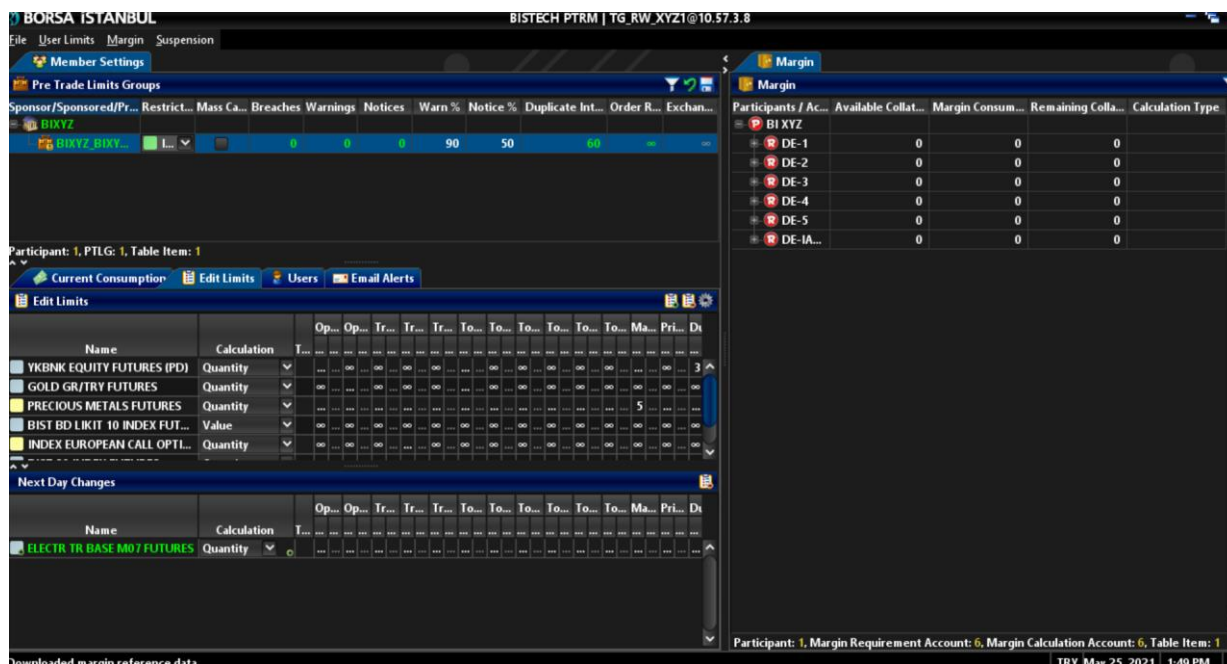 BORSA İSTANBUL
BISTECH PTRM | TG_RW_XYZ1@10.57.3.8
File User Limits Margin Suspension
Member Settings
Pre Trade Limits Groups
Sponsor/Sponsored/Pr... Restrict... Mass Ca... Breaches Warnings Notices Warn % Notice % Duplicate Int... Order R... Exchan...
BIXYZ
BIXYZ_BIXY... I... 0 0 0 90 50 60 ∞ ∞
Participant: 1, PTLG: 1, Table Item: 1
Current Consumption Edit Limits Users Email Alerts
Edit Limits
Op... Op... Tr... Tr... Tr... To... To... To... To... To... To... Ma... Pri... Du
Name Calculation T... ... ... ... ... ... ... ... ... ... ... ... ... ... ...
YKBNK EQUITY FUTURES (PD) Quantity ... ... ∞ ... ∞ ... ∞ ... ... ... ∞ ... ∞ ... ∞ ... ∞ ... ... ... ∞ ... 3
GOLD GR/TRY FUTURES Quantity ∞ ... ∞ ... ∞ ... ∞ ... ∞ ... ∞ ... ∞ ... ∞ ... ∞ ... ∞ ... ∞ ... ∞
PRECIOUS METALS FUTURES Quantity ... ... ... ... ... ... ... ... ... ... ... 5 ... ... ...
BIST BD LIKIT 10 INDEX FUT... Value ∞ ... ∞ ... ∞ ... ∞ ... ∞ ... ∞ ... ∞ ... ∞ ... ∞ ... ∞ ... ∞ ... ∞
INDEX EUROPEAN CALL OPTI... Quantity ∞ ... ∞ ... ... ... ∞ ... ∞ ... ∞ ... ∞ ... ∞ ... ∞ ... ∞ ... ∞ ... ∞
Next Day Changes
Op... Op... Tr... Tr... Tr... To... To... To... To... To... To... Ma... Pri... Du
Name Calculation T... ... ... ... ... ... ... ... ... ... ... ... ... ... ...
ELECTR TR BASE M07 FUTURES Quantity ... ... ... ... ... ... ... ... ... ... ... ... ... ...
Downloaded margin reference data
Margin
Margin
Participants / Ac... Available Collat... Margin Consum... Remaining Colla... Calculation Type
P BI XYZ
R DE-1 0 0 0
R DE-2 0 0 0
R DE-3 0 0 0
R DE-4 0 0 0
R DE-5 0 0 0
R DE-IA... 0 0 0
Participant: 1, Margin Requirement Account: 6, Margin Calculation Account: 6, Table Item: 1
TRY May 25, 2021 1:49 PM